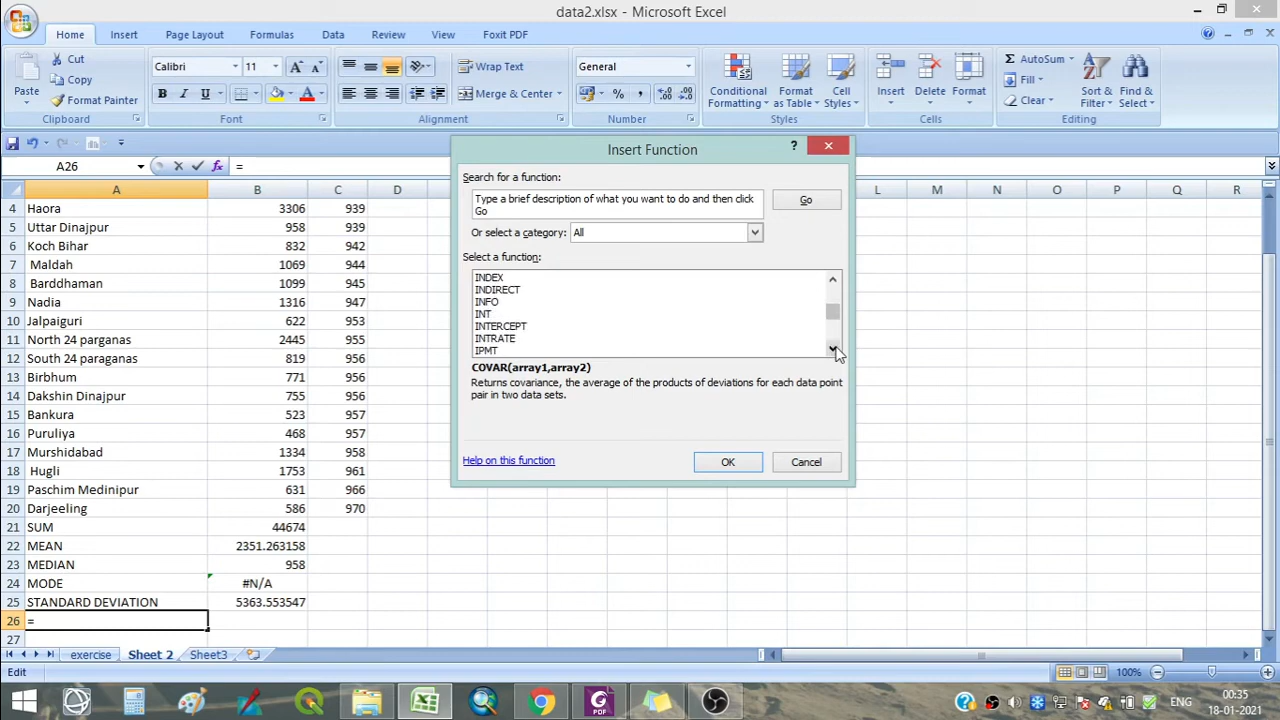 data2.xlsx - Microsoft Excel
Home Insert Page Layout Formulas Data Review View Foxit PDF
Paste Cut Copy Format Painter
Clipboard
Calibri 11
B I U A
Font
Wrap Text
Merge & Center
Alignment
General
% ,
Number
Conditional Formatting Format as Table Cell Styles
Styles
Insert Delete Format
Cells
Σ AutoSum Fill Clear Sort & Filter Find & Select
Editing
A26 fx =
A B C D L M N O P Q R
4 Haora 3306 939
5 Uttar Dinajpur 958 939
6 Koch Bihar 832 942
7 Maldah 1069 944
8 Barddhaman 1099 945
9 Nadia 1316 947
10 Jalpaiguri 622 953
11 North 24 parganas 2445 955
12 South 24 paraganas 819 956
13 Birbhum 771 956
14 Dakshin Dinajpur 755 956
15 Bankura 523 957
16 Puruliya 468 957
17 Murshidabad 1334 958
18 Hugli 1753 961
19 Paschim Medinipur 631 966
20 Darjeeling 586 970
21 SUM 44674
22 MEAN 2351.263158
23 MEDIAN 958
24 MODE #N/A
25 STANDARD DEVIATION 5363.553547
26 =
27
Insert Function ?
Search for a function:
Type a brief description of what you want to do and then click
Go
Go
Or select a category: All
Select a function:
INDEX
INDIRECT
INFO
INT
INTERCEPT
INTRATE
IPMT
COVAR(array1,array2)
Returns covariance, the average of the products of deviations for each data point
pair in two data sets.
Help on this function OK Cancel
exercise Sheet 2 Sheet3
Edit 100%
PDF ENG 00:35
18-01-2021